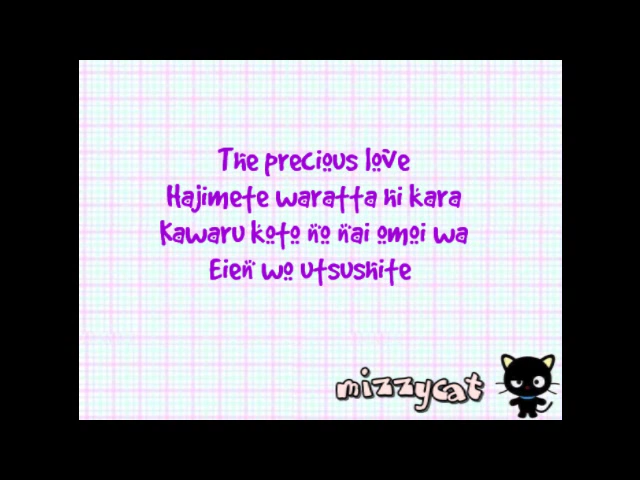 The precious love
Hajimete waratta hi kara
Kawaru koto no nai omoi wa
Eien wo utsushite
mizzycat